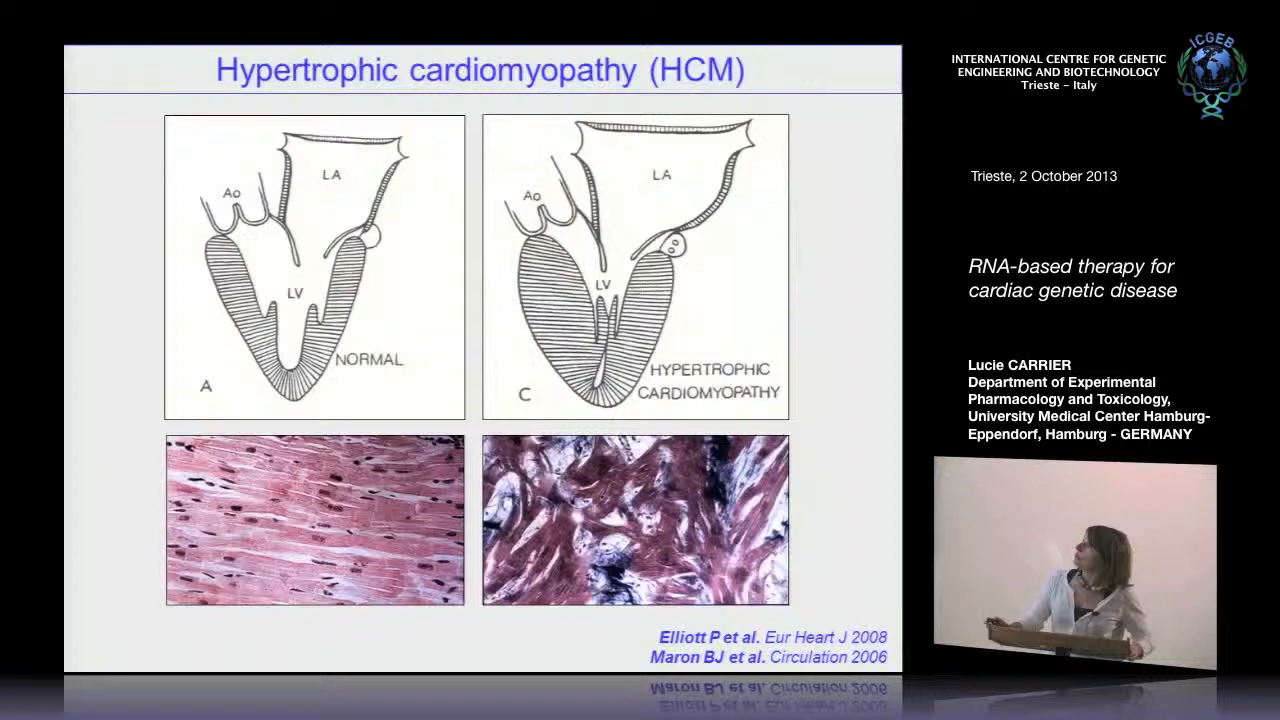 Hypertrophic cardiomyopathy (HCM)
Ao
LA
LV
NORMAL
A
Ao
LA
LV
HYPERTROPHIC
CARDIOMYOPATHY
C
Elliott P et al. Eur Heart J 2008
Maron BJ et al. Circulation 2006
ICGEB
INTERNATIONAL CENTRE FOR GENETIC
ENGINEERING AND BIOTECHNOLOGY
Trieste - Italy
Trieste, 2 October 2013
RNA-based therapy for
cardiac genetic disease
Lucie CARRIER
Department of Experimental
Pharmacology and Toxicology,
University Medical Center Hamburg-
Eppendorf, Hamburg - GERMANY